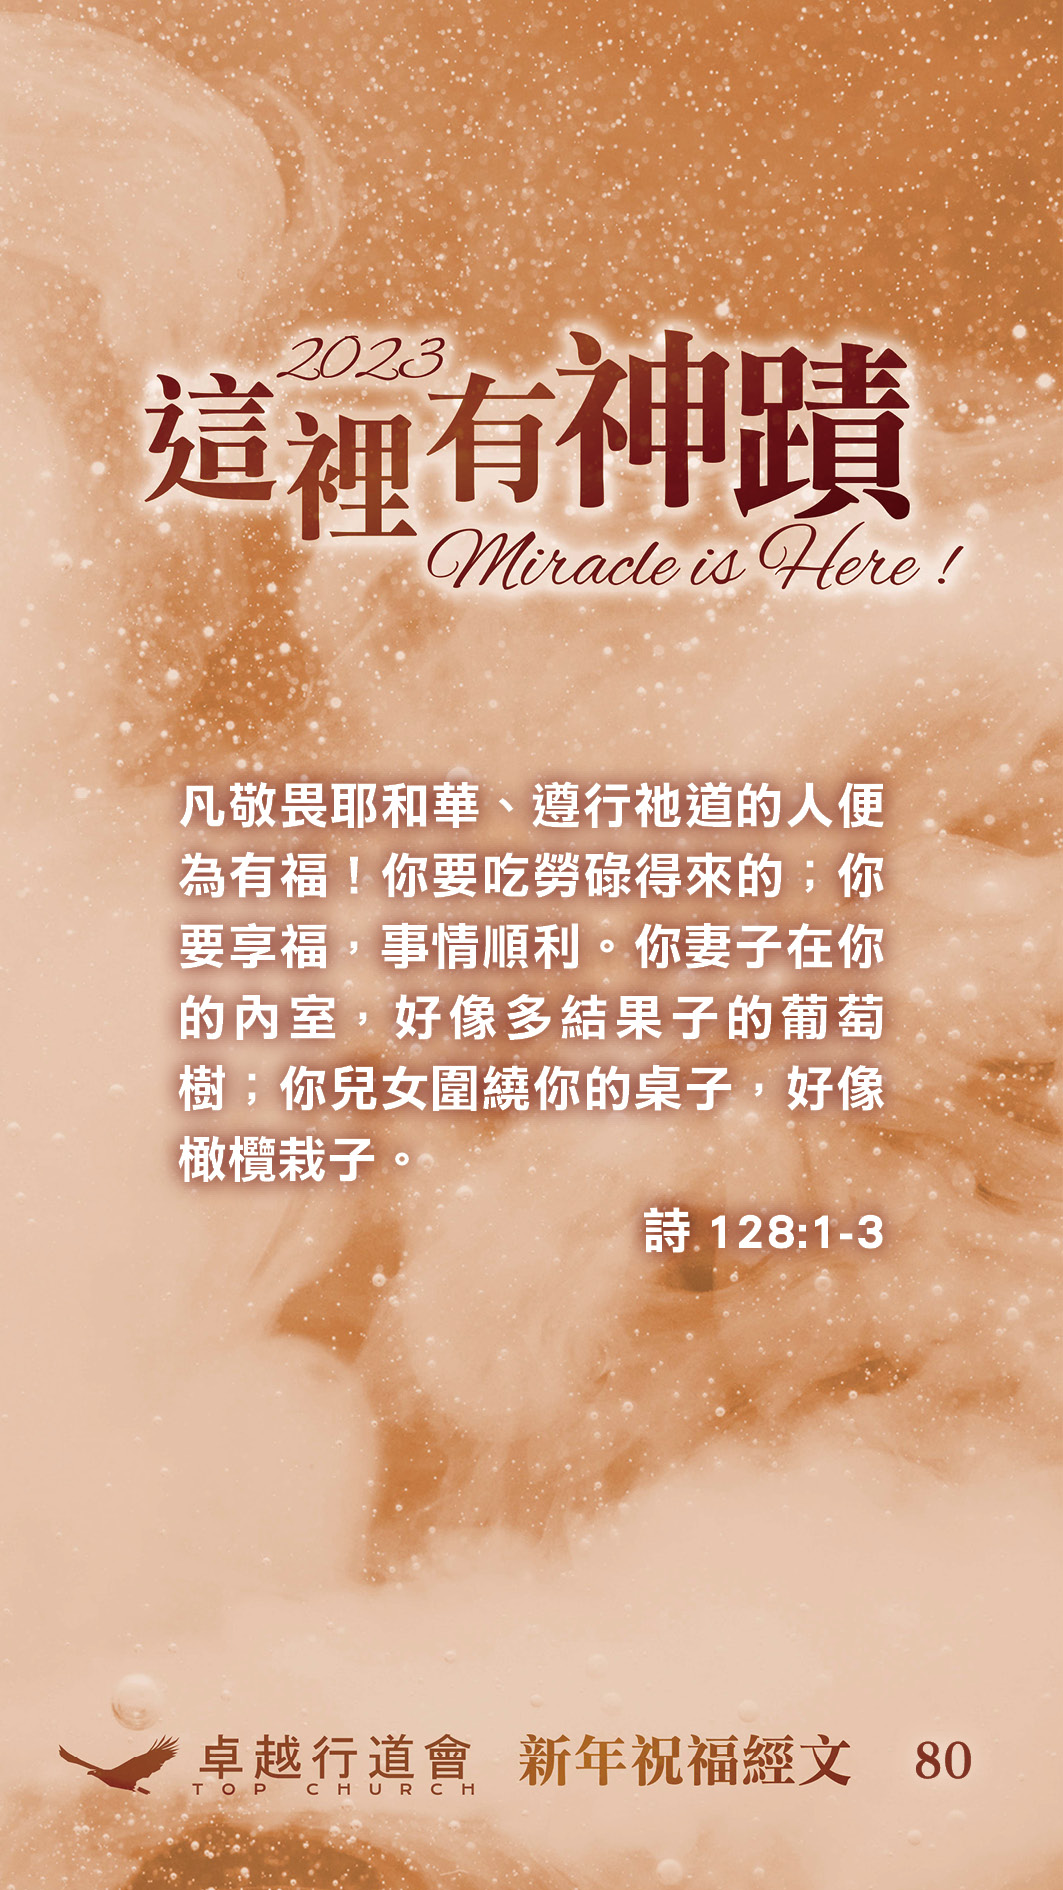 2023
這裡有神蹟
Miracle is Here !
凡敬畏耶和華、遵行祂道的人便
為有福！你要吃勞碌得來的；你
要享福，事情順利。你妻子在你
的內室，好像多結果子的葡萄
樹；你兒女圍繞你的桌子，好像
橄欖栽子。
詩 128:1-3
卓越行道會 新年祝福經文 80
TOP CHURCH